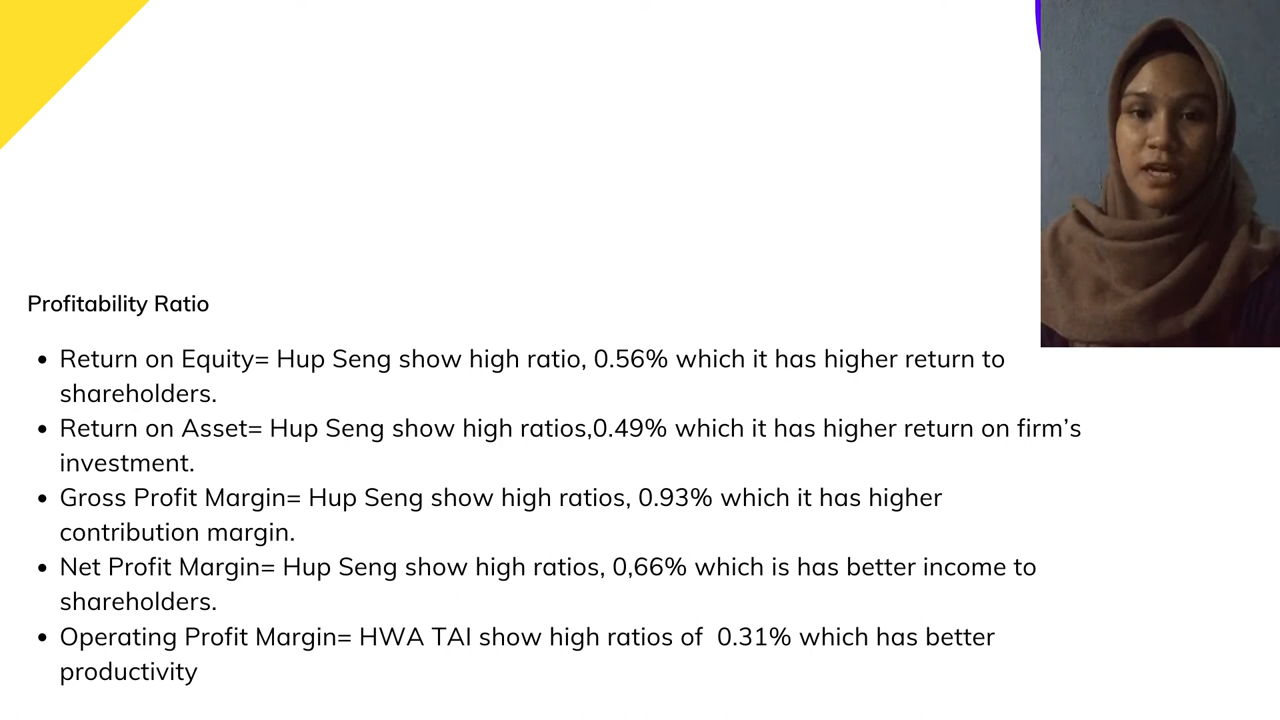 Profitability Ratio
• Return on Equity= Hup Seng show high ratio, 0.56% which it has higher return to
shareholders.
• Return on Asset= Hup Seng show high ratios,0.49% which it has higher return on firm’s
investment.
• Gross Profit Margin= Hup Seng show high ratios, 0.93% which it has higher
contribution margin.
• Net Profit Margin= Hup Seng show high ratios, 0,66% which is has better income to
shareholders.
• Operating Profit Margin= HWA TAI show high ratios of  0.31% which has better
productivity